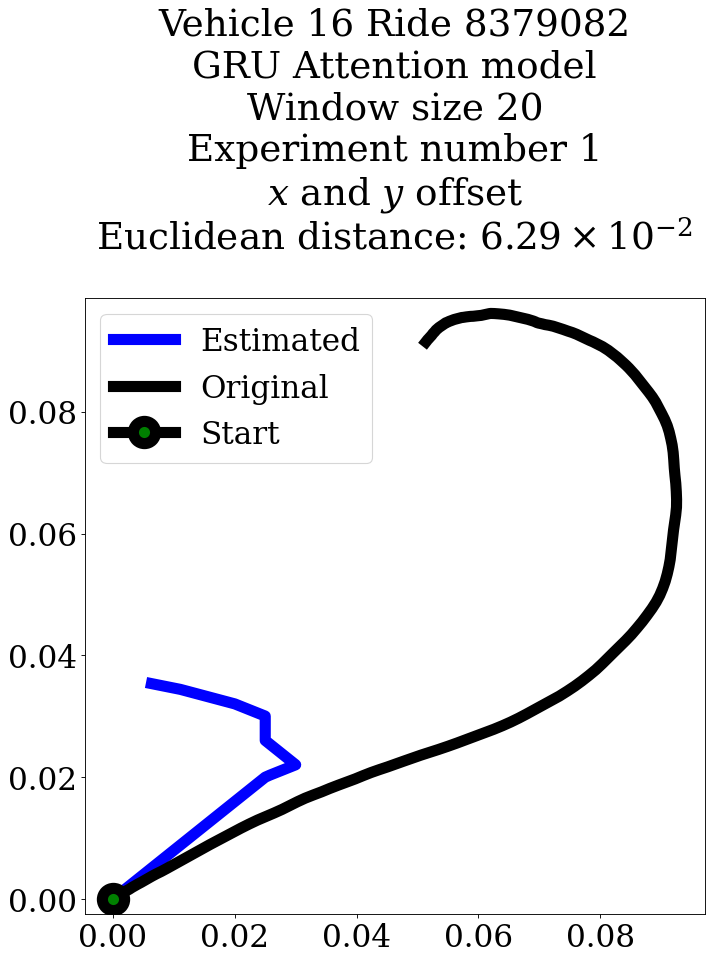 Vehicle 16 Ride 8379082
GRU Attention model
Window size 20
Experiment number 1
x and y offset
Euclidean distance: 6.29 × 10⁻²
Estimated
Original
Start
0.08
0.06
0.04
0.02
0.00
0.00 0.02 0.04 0.06 0.08